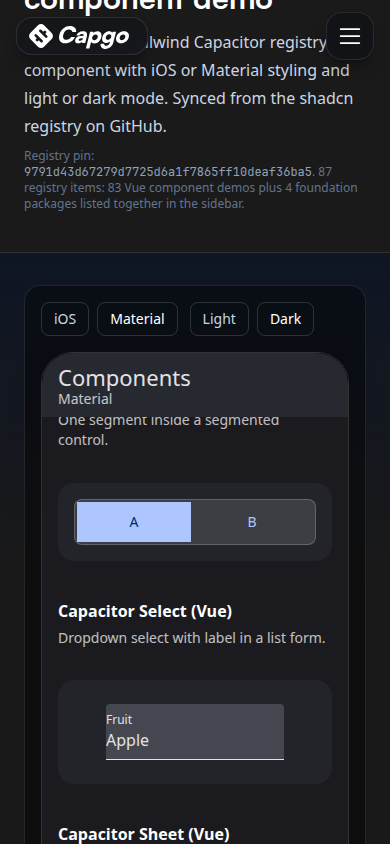 component demo
Capgo
ilwind Capacitor registry
component with iOS or Material styling and
light or dark mode. Synced from the shadcn
registry on GitHub.
Registry pin:
9791d43d67279d7725d6a1f7865ff10deaf36ba5. 87
registry items: 83 Vue component demos plus 4 foundation
packages listed together in the sidebar.
iOS
Material
Light
Dark
Components
Material
One segment inside a segmented
control.
A
B
Capacitor Select (Vue)
Dropdown select with label in a list form.
Fruit
Apple
Capacitor Sheet (Vue)